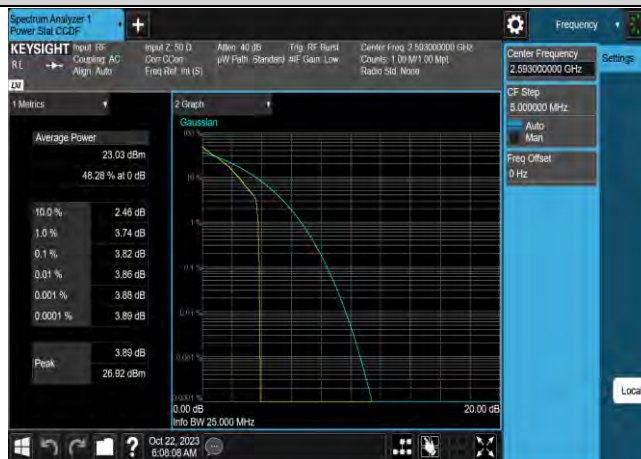 Spectrum Analyzer 1
Power Stat CCDF
+
Frequency
KEYSIGHT
RL
Input: RF
Coupling: AC
Align: Auto
Input Z: 50 Ω
Corr CCorr
Freq Ref: Int (S)
Atten: 40 dB
µW Path: Standard
Trig: RF Burst
#IF Gain: Low
Center Freq: 2.593000000 GHz
Counts: 1.00 M/1.00 Mpt
Radio Std: None
LNI
Center Frequency
2.593000000 GHz
Settings
CF Step
5.000000 MHz
Auto
Man
Freq Offset
0 Hz
1 Metrics
2 Graph
Gaussian
Average Power
23.03 dBm
48.28 % at 0 dB
10.0 % 2.46 dB
1.0 % 3.74 dB
0.1 % 3.82 dB
0.01 % 3.86 dB
0.001 % 3.88 dB
0.0001 % 3.89 dB
Peak
3.89 dB
26.92 dBm
100 %
10 %
1 %
0.1 %
0.01 %
0.001 %
0.0001 %
0.00 dB
20.00 dB
Info BW 25.000 MHz
Local
?
Oct 22, 2023
6:08:08 AM